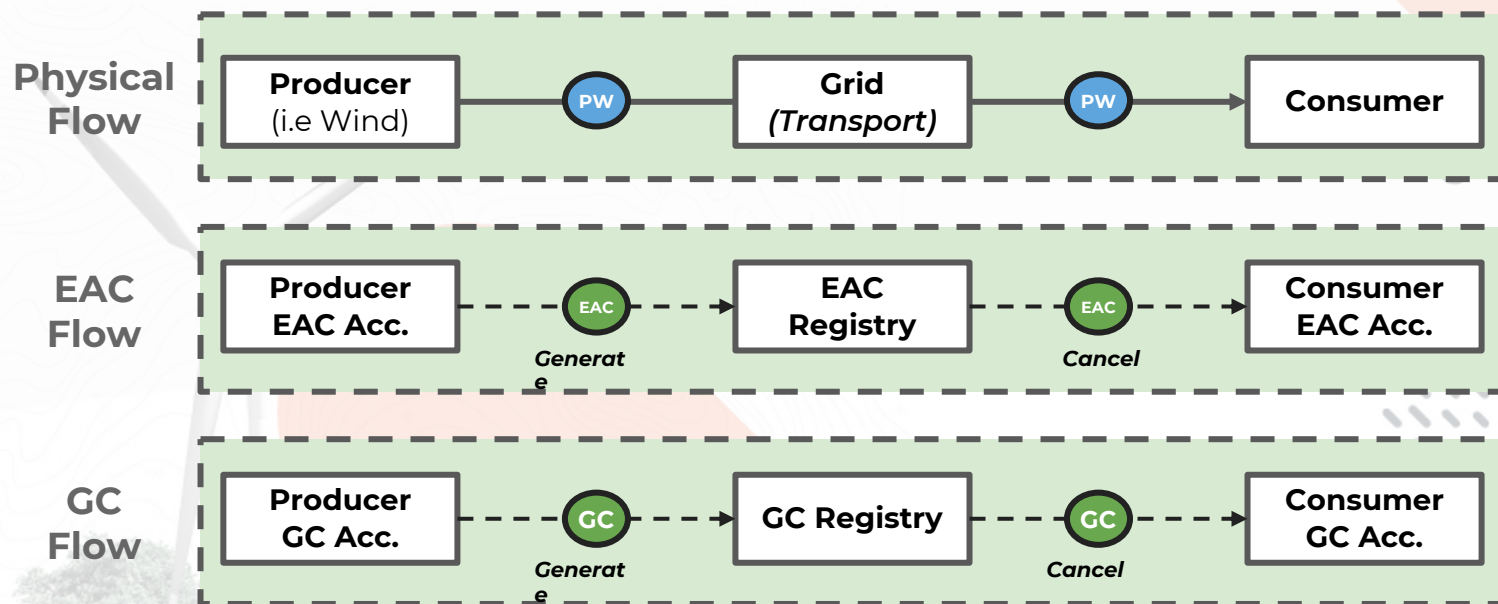 Physical
Flow
Producer
(i.e Wind)
PW
Grid
(Transport)
PW
Consumer
EAC
Flow
Producer
EAC Acc.
EAC
Generat
e
EAC
Registry
EAC
Cancel
Consumer
EAC Acc.
GC
Flow
Producer
GC Acc.
GC
Generat
e
GC Registry
GC
Cancel
Consumer
GC Acc.